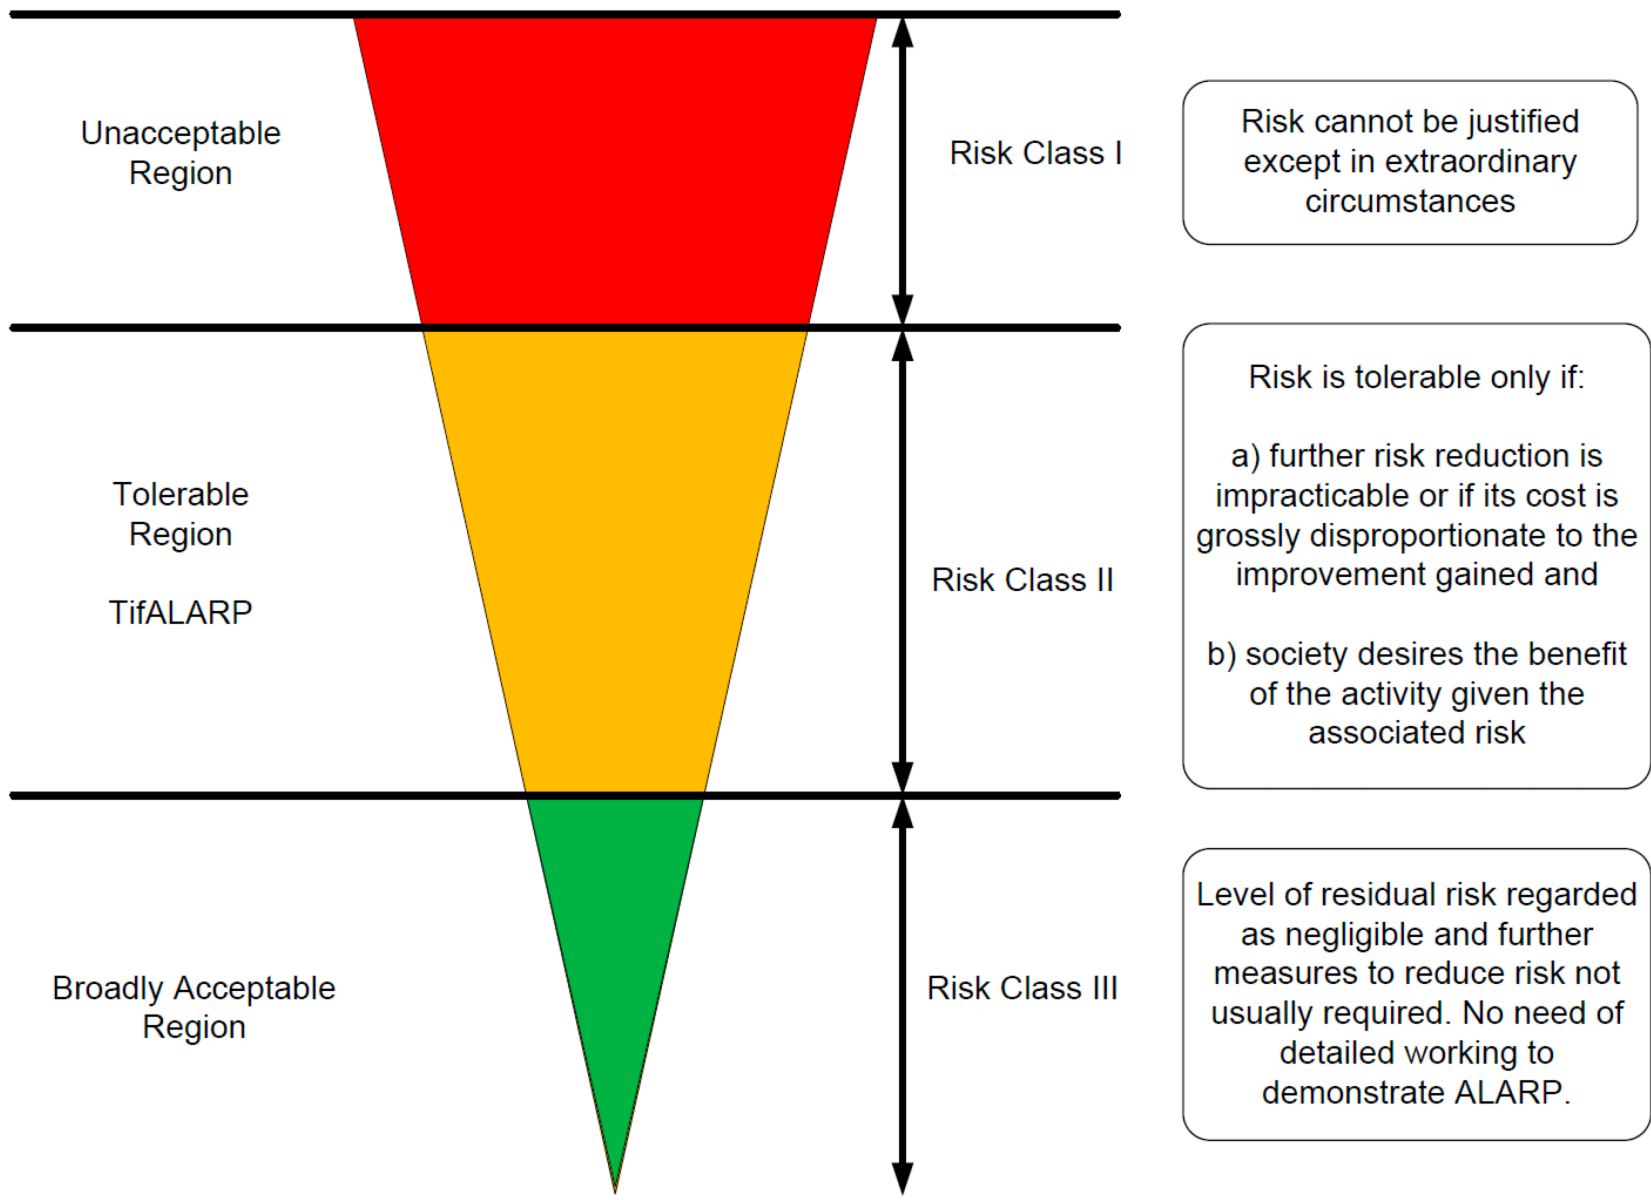 Unacceptable
Region
Risk Class I
Risk cannot be justified
except in extraordinary
circumstances
Tolerable
Region
TifALARP
Risk Class II
Risk is tolerable only if:
a) further risk reduction is
impracticable or if its cost is
grossly disproportionate to the
improvement gained and
b) society desires the benefit
of the activity given the
associated risk
Broadly Acceptable
Region
Risk Class III
Level of residual risk regarded
as negligible and further
measures to reduce risk not
usually required. No need of
detailed working to
demonstrate ALARP.